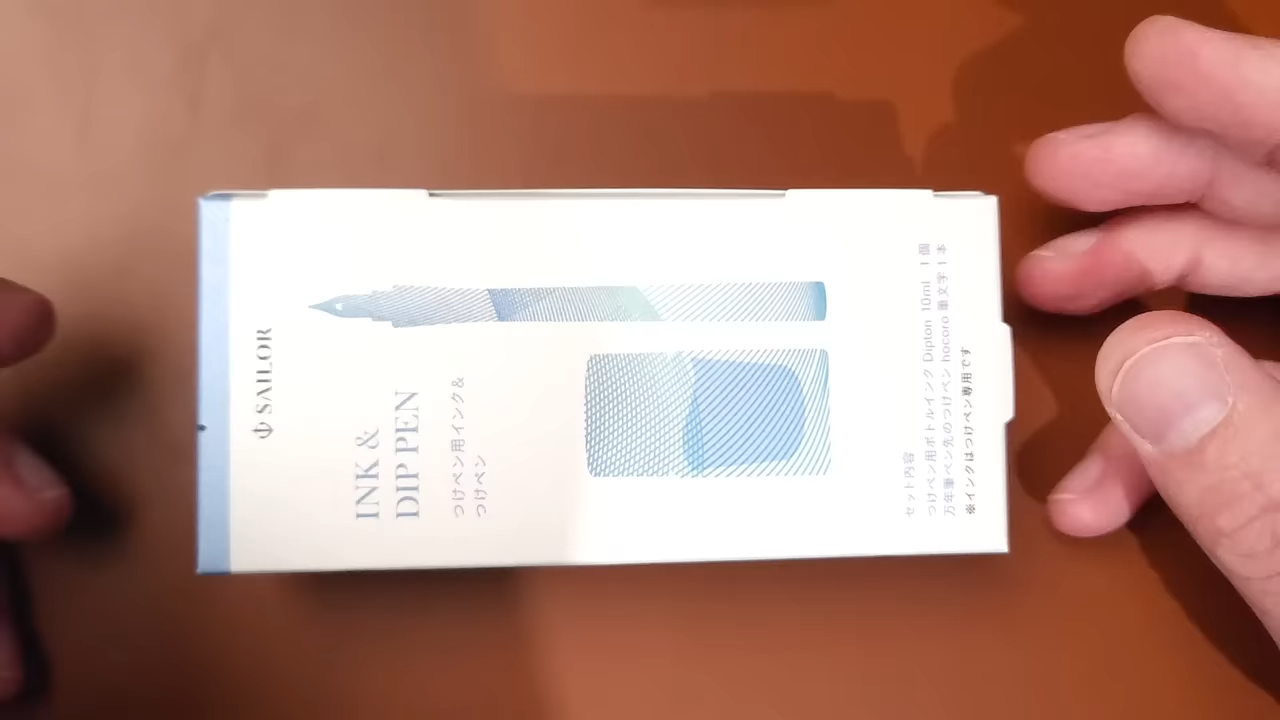 SAILOR
INK &
DIP PEN
つけペン用インク&
つけペン
セット内容
つけペン用ボトルインク Dipton 10ml 1個
万年筆ペン先のつけペン hocoro 筆文字 1本
※インクはつけペン専用です